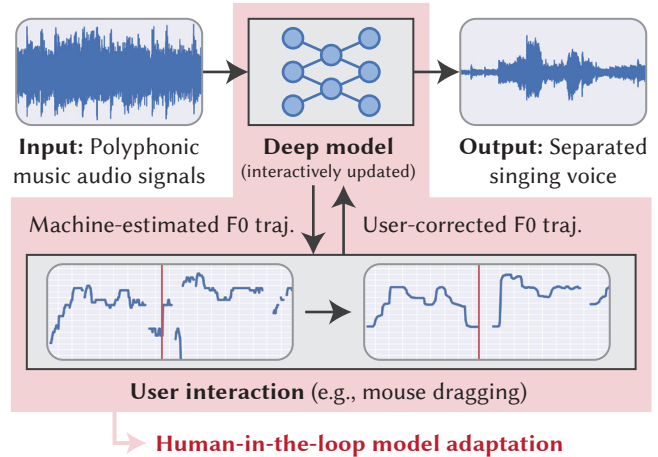 Input: Polyphonic
music audio signals
Deep model
(interactively updated)
Output: Separated
singing voice
Machine-estimated F0 traj.
User-corrected F0 traj.
User interaction (e.g., mouse dragging)
Human-in-the-loop model adaptation